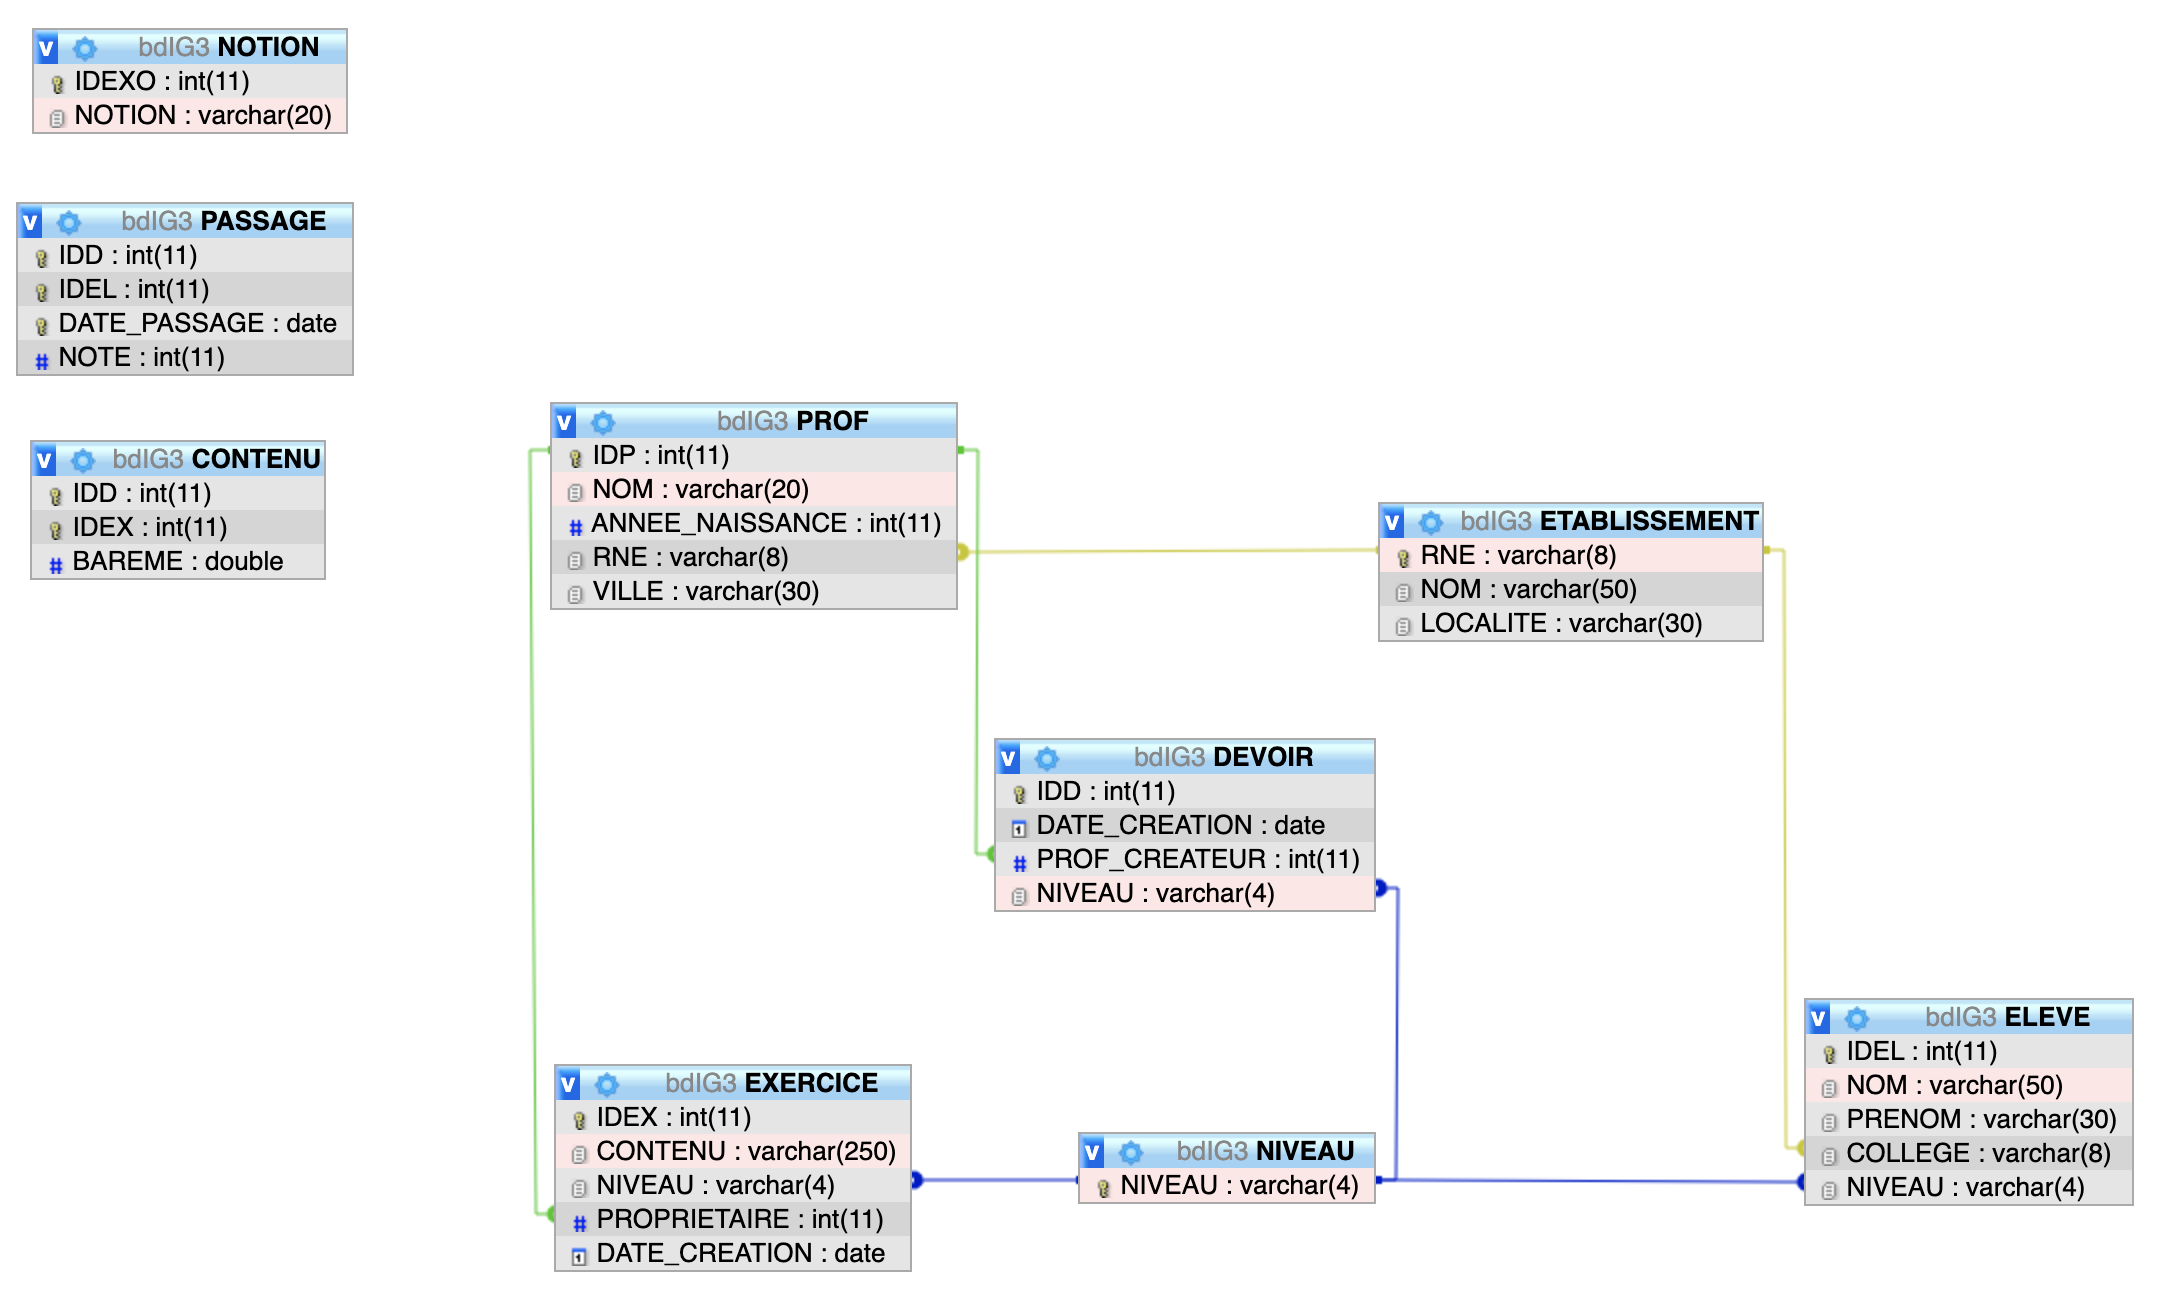 bdIG3 NOTION
IDEXO : int(11)
NOTION : varchar(20)
bdIG3 PASSAGE
IDD : int(11)
IDEL : int(11)
DATE_PASSAGE : date
NOTE : int(11)
bdIG3 CONTENU
IDD : int(11)
IDEX : int(11)
BAREME : double
bdIG3 PROF
IDP : int(11)
NOM : varchar(20)
ANNEE_NAISSANCE : int(11)
RNE : varchar(8)
VILLE : varchar(30)
bdIG3 ETABLISSEMENT
RNE : varchar(8)
NOM : varchar(50)
LOCALITE : varchar(30)
bdIG3 DEVOIR
IDD : int(11)
DATE_CREATION : date
PROF_CREATEUR : int(11)
NIVEAU : varchar(4)
bdIG3 EXERCICE
IDEX : int(11)
CONTENU : varchar(250)
NIVEAU : varchar(4)
PROPRIETAIRE : int(11)
DATE_CREATION : date
bdIG3 NIVEAU
NIVEAU : varchar(4)
bdIG3 ELEVE
IDEL : int(11)
NOM : varchar(50)
PRENOM : varchar(30)
COLLEGE : varchar(8)
NIVEAU : varchar(4)